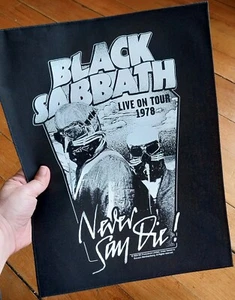 BLACK
SABBATH
LIVE ON TOUR
1978
Never
Say Die!